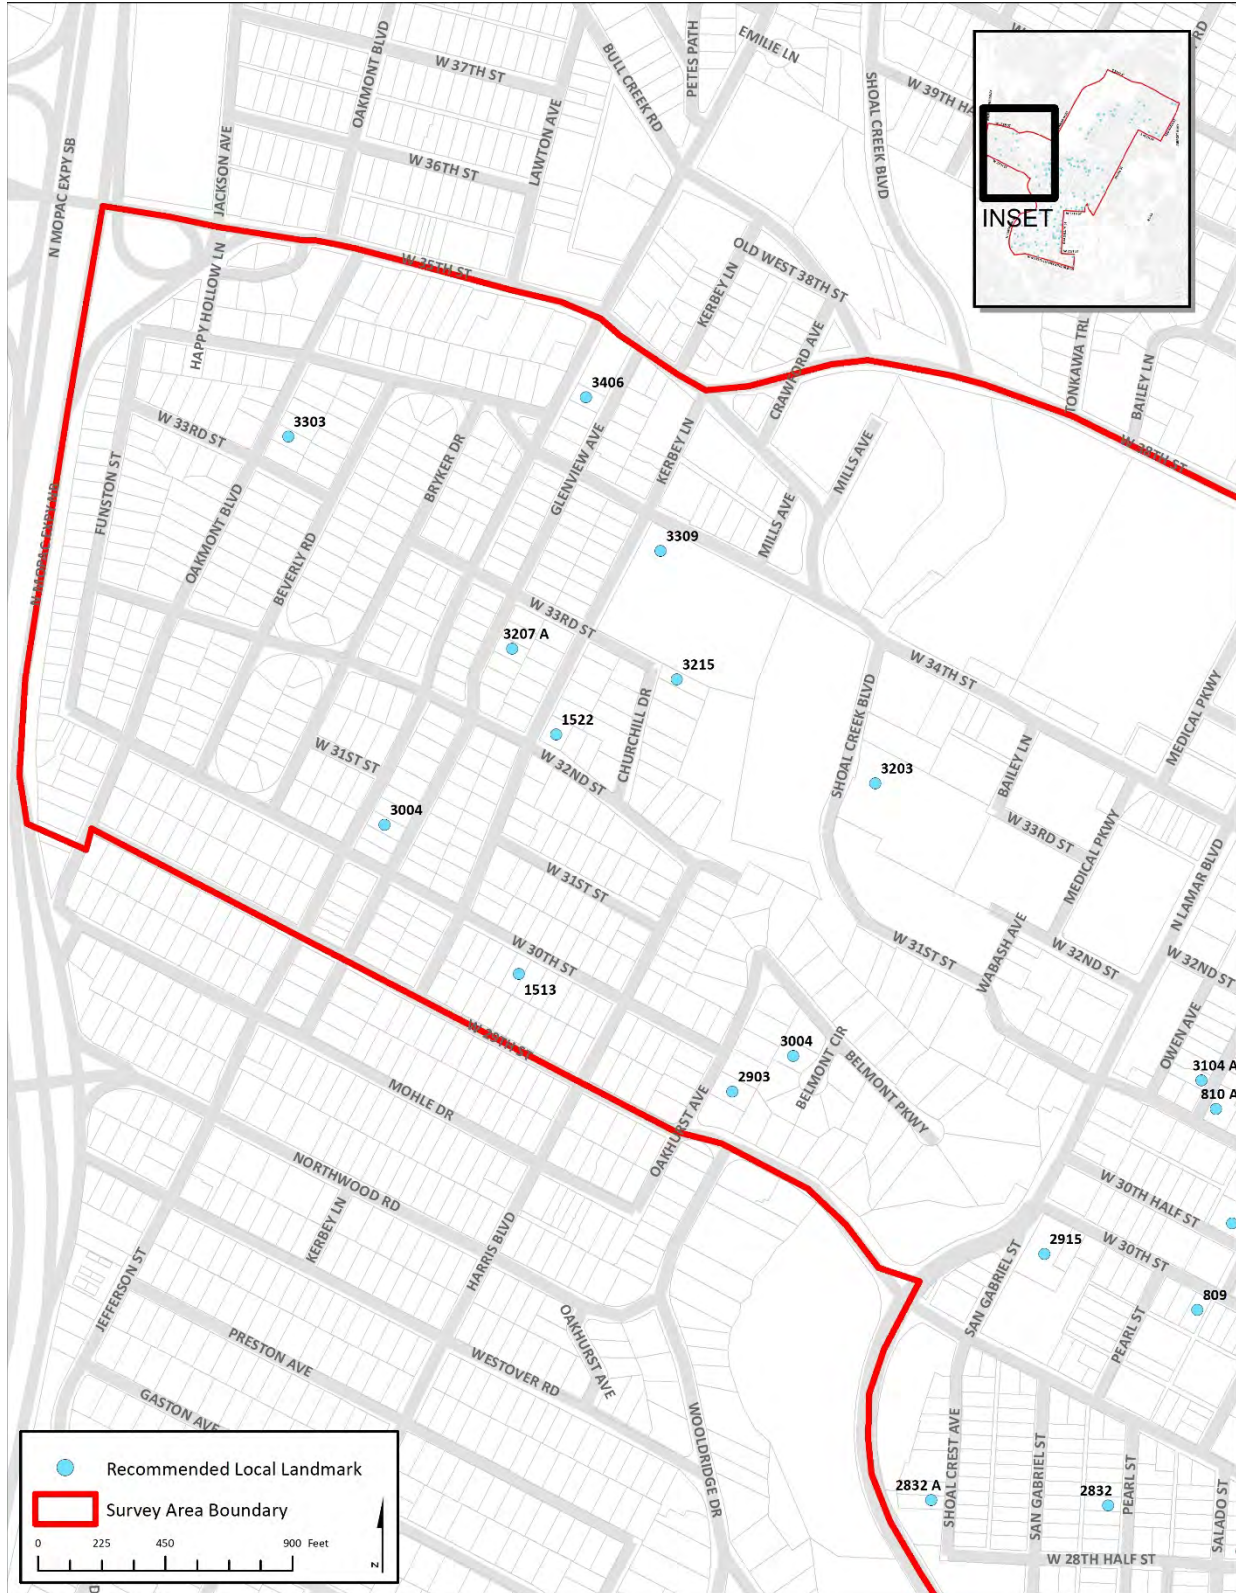 W 37TH ST
OAKMONT BLVD
BULL CREEK RD
PETES PATH
EMILIE LN
SHOAL CREEK BLVD
W 39TH HA
RD
INSET
N MOPAC EXPY SB
JACKSON AVE
W 36TH ST
LAWTON AVE
HAPPY HOLLOW LN
W 35TH ST
KERBEY LN
OLD WEST 38TH ST
CRAWFORD AVE
TONKAWA TRL
BAILEY LN
W 38TH ST
3406
3303
W 33RD ST
FUNSTON ST
BRYKER DR
GLENVIEW AVE
KERBEY LN
MILLS AVE
MILLS AVE
N MOPAC EXPY NB
OAKMONT BLVD
BEVERLY RD
3309
W 33RD ST
3207 A
3215
W 34TH ST
MEDICAL PKWY
1522
CHURCHILL DR
SHOAL CREEK BLVD
W 31ST ST
W 32ND ST
3203
BAILEY LN
3004
W 33RD ST
MEDICAL PKWY
N LAMAR BLVD
W 31ST ST
W 30TH ST
W 31ST ST
WABASH AVE
W 32ND ST
W 32ND ST
1513
W 29TH ST
OWEN AVE
3004
BELMONT CIR
BELMONT PKWY
3104 A
2903
810 A
MOHLE DR
OAKHURST AVE
NORTHWOOD RD
W 30TH HALF ST
KERBEY LN
HARRIS BLVD
2915
W 30TH ST
JEFFERSON ST
SAN GABRIEL ST
809
PEARL ST
OAKHURST AVE
PRESTON AVE
WESTOVER RD
GASTON AVE
WOOLDRIDGE DR
SHOAL CREST AVE
SAN GABRIEL ST
PEARL ST
SALADO ST
2832 A
2832
W 28TH HALF ST
Recommended Local Landmark
Survey Area Boundary
0 225 450 900 Feet
N
D